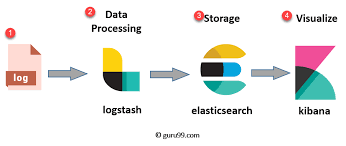 1
2 Data Processing
3 Storage
4 Visualize
log
logstash
elasticsearch
kibana
© guru99.com